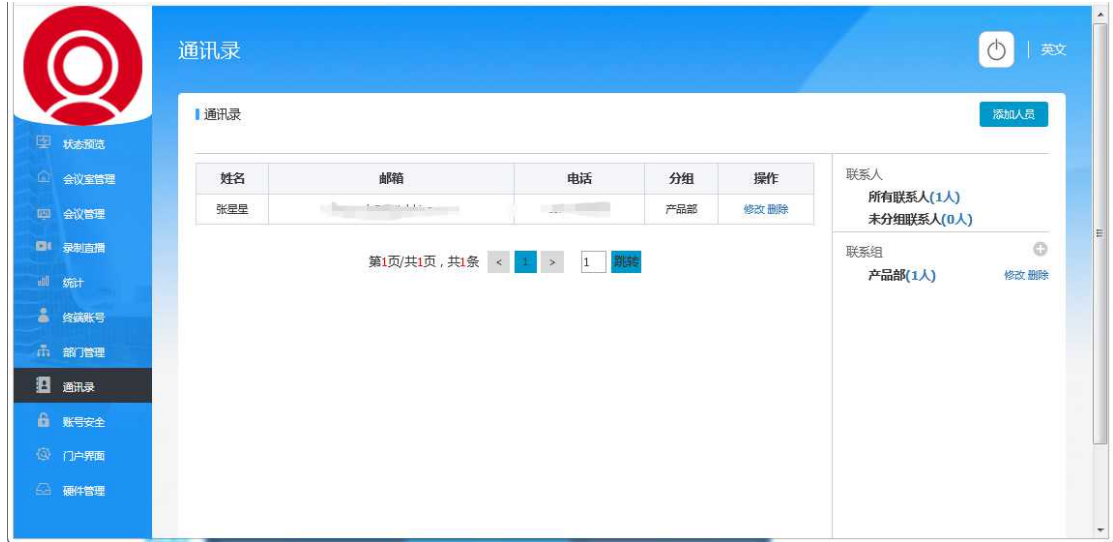 通讯录
英文
通讯录
添加人员
状态预览
会议室管理
会议管理
录制直播
统计
终端账号
部门管理
通讯录
账号安全
门户界面
硬件管理
姓名 邮箱 电话 分组 操作
张星星 产品部 修改 删除
第1页/共1页，共1条 < 1 > 1 跳转
联系人
所有联系人(1人)
未分组联系人(0人)
联系组
产品部(1人) 修改 删除